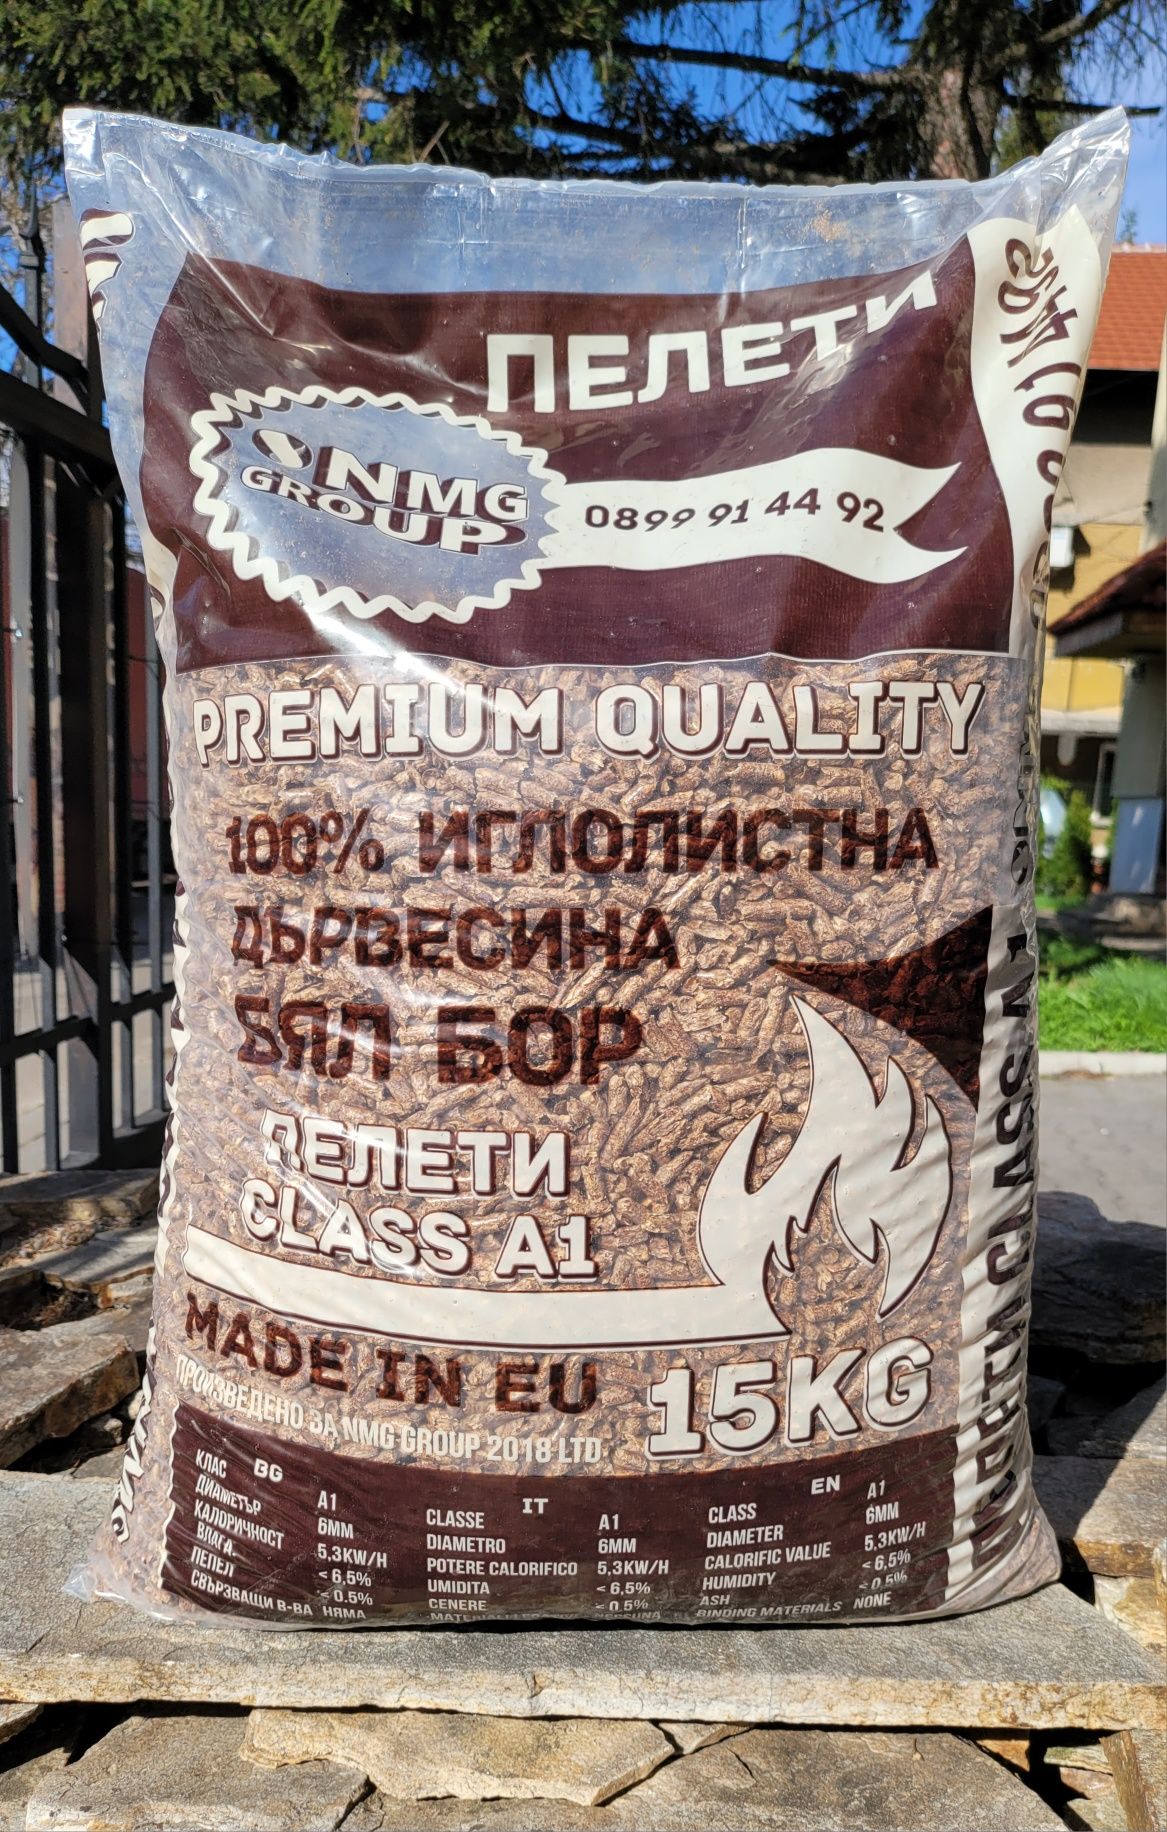 ПЕЛЕТИ
NMG
GROUP
0899 91 44 92
PREMIUM QUALITY
100% ИГЛОЛИСТНА
ДЪРВЕСИНА
БЯЛ БОР
ПЕЛЕТИ
CLASS A1
MADE IN EU
15KG
ПРОИЗВЕДЕНО ЗА NMG GROUP 2018 LTD.
BG
КЛАС A1
ДИАМЕТЪР 6MM
КАЛОРИЧНОСТ 5,3KW/H
ВЛАГА < 6,5%
ПЕПЕЛ < 0.5%
СВЪРЗВАЩИ В-ВА НЯМА
IT
CLASSE A1
DIAMETRO 6MM
POTERE CALORIFICO 5,3KW/H
UMIDITA < 6,5%
CENERE < 0.5%
EN
CLASS A1
DIAMETER 6MM
CALORIFIC VALUE 5,3KW/H
HUMIDITY < 6,5%
ASH < 0.5%
BINDING MATERIALS NONE